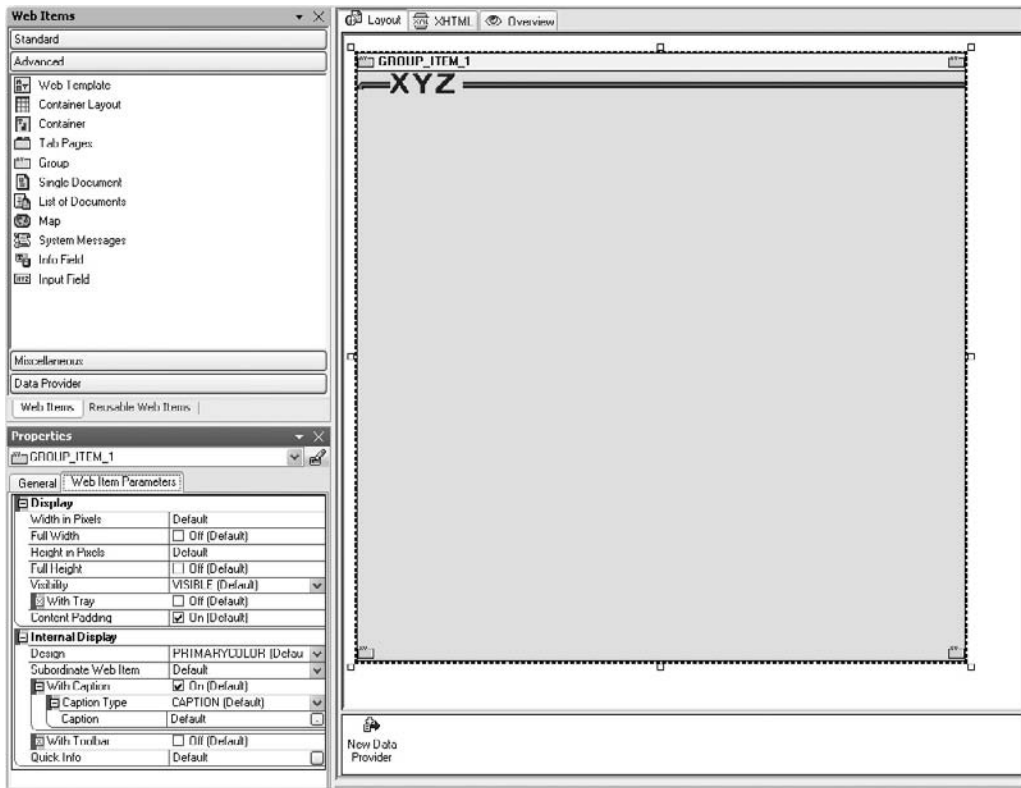 Web Items
Standard
Advanced
Web Template
Container Layout
Container
Tab Pages
Group
Single Document
List of Documents
Map
System Messages
Info Field
Input Field
Miscellaneous
Data Provider
Web Items Reusable Web Items
Properties
GROUP_ITEM_1
General Web Item Parameters
Display
Width in Pixels Default
Full Width Off (Default)
Height in Pixels Default
Full Height Off (Default)
Visibility VISIBLE (Default)
With Tray Off (Default)
Content Padding On (Default)
Internal Display
Design PRIMARYCOLOR (Defau
Subordinate Web Item Default
With Caption On (Default)
Caption Type CAPTION (Default)
Caption Default
With Toolbar Off (Default)
Quick Info Default
Layout XHTML Overview
GROUP_ITEM_1
XYZ
New Data
Provider